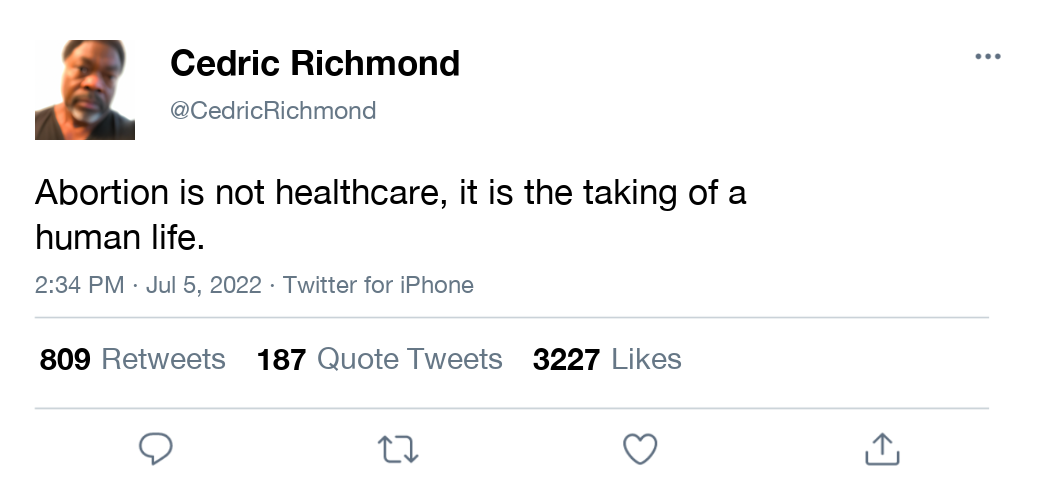 Cedric Richmond
@CedricRichmond
Abortion is not healthcare, it is the taking of a
human life.
2:34 PM · Jul 5, 2022 · Twitter for iPhone
809 Retweets 187 Quote Tweets 3227 Likes